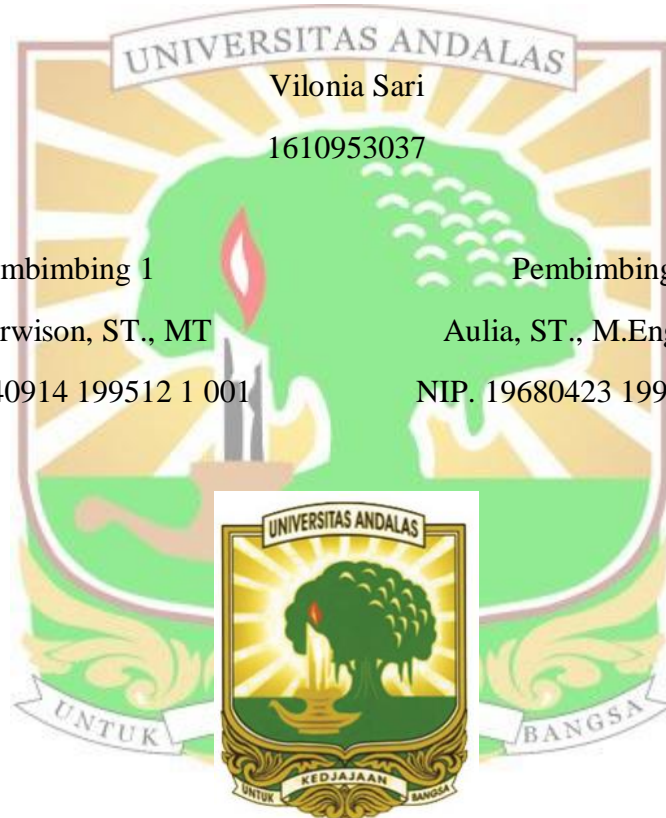 UNIVERSITAS ANDALAS
Vilonia Sari
1610953037
mbimbing 1 Pembimbing
rwison, ST., MT Aulia, ST., M.Eng
40914 199512 1 001 NIP. 19680423 199
UNIVERSITAS ANDALAS
UNTUK BANGSA
UNTUK KEDJAJAAN BANGSA